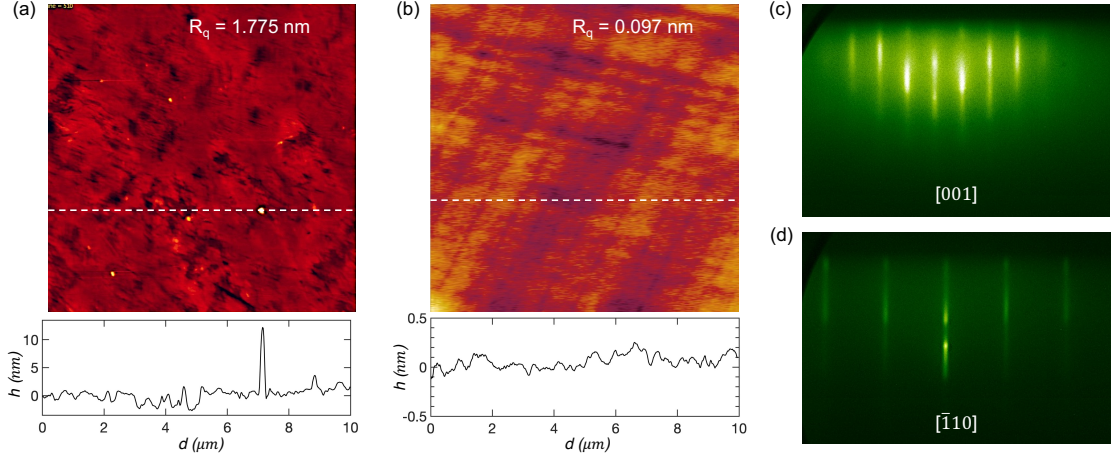 (a)
R_q = 1.775 nm
10
5
0
h (nm)
0 2 4 6 8 10
d (μm)
(b)
R_q = 0.097 nm
0.5
0
-0.5
h (nm)
0 2 4 6 8 10
d (μm)
(c)
[001]
(d)
[1̄10]